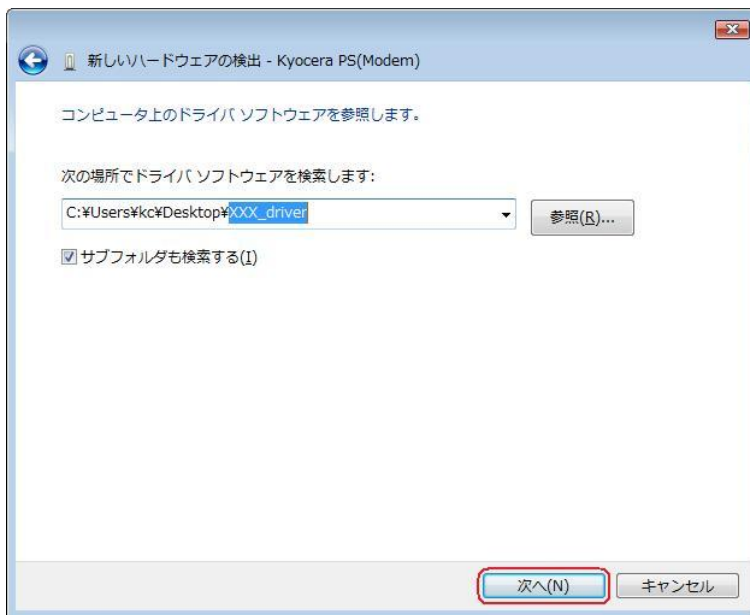 新しいハードウェアの検出 - Kyocera PS(Modem)
コンピュータ上のドライバ ソフトウェアを参照します。
次の場所でドライバ ソフトウェアを検索します:
C:¥Users¥kc¥Desktop¥XXX_driver
参照(R)...
サブフォルダも検索する(I)
次へ(N)
キャンセル